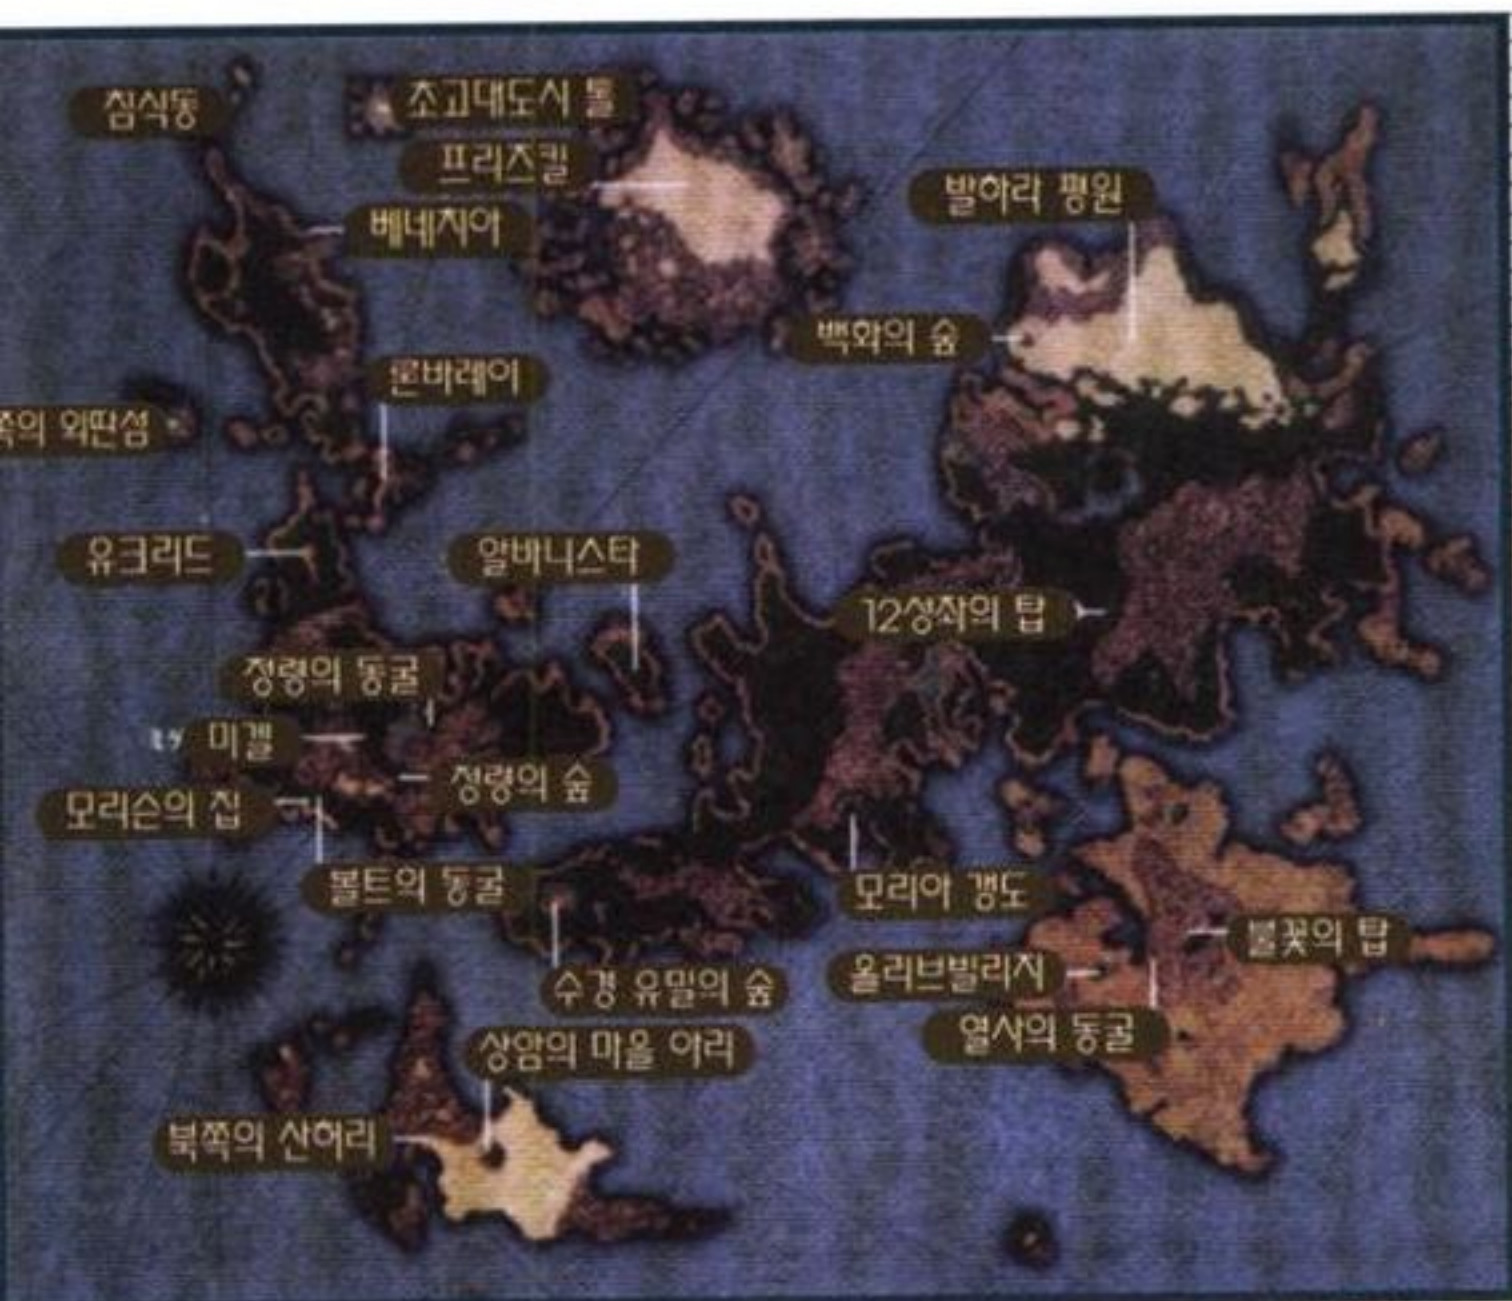 침식동
초고대도시 톨
프리즈킬
베네치아
발하라 평원
백화의 숲
론바레이
쪽의 외딴섬
유크리드
알바니스타
12성좌의 탑
정령의 동굴
미겔
정령의 숲
모리슨의 집
볼트의 동굴
모리아 갱도
불꽃의 탑
올리브빌리지
수경 유밀의 숲
열사의 동굴
상암의 마을 아리
북쪽의 산허리